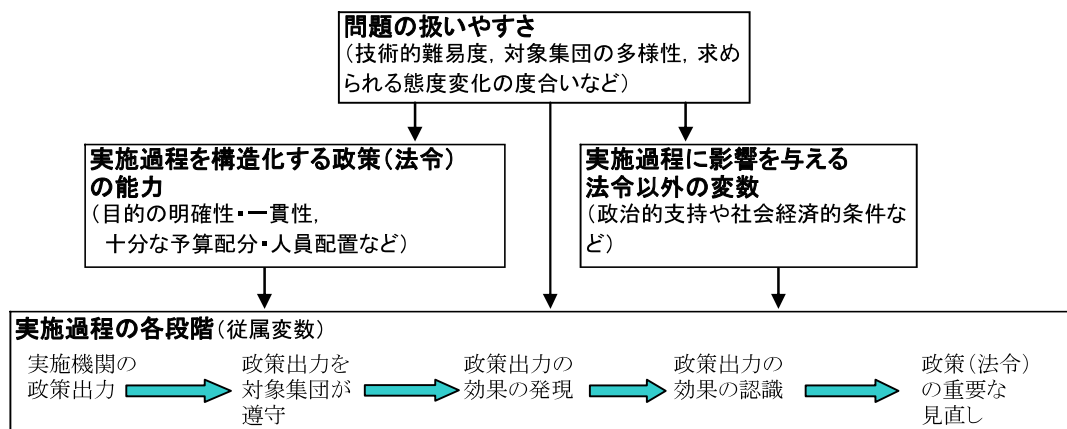 問題の扱いやすさ
（技術的難易度，対象集団の多様性，求め
られる態度変化の度合いなど）
実施過程を構造化する政策（法令）
の能力
（目的の明確性・一貫性，
十分な予算配分・人員配置など）
実施過程に影響を与える
法令以外の変数
（政治的支持や社会経済的条件な
ど）
実施過程の各段階（従属変数）
実施機関の
政策出力
政策出力を
対象集団が
遵守
政策出力の
効果の発現
政策出力の
効果の認識
政策（法令）
の重要な
見直し